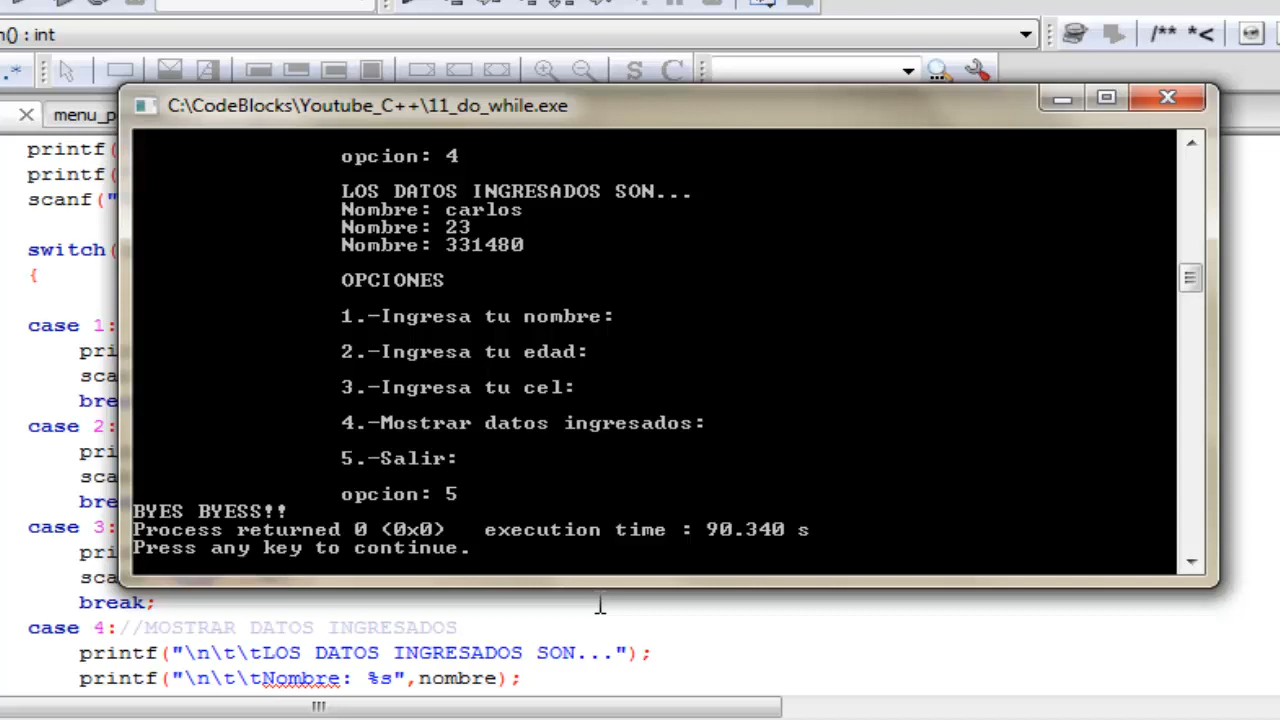 n() : int
/** *<
.*
S C
C:\CodeBlocks\Youtube_C++\11_do_while.exe
menu_p
printf(
printf(
scanf("
switch(
{
case 1:
pri
sca
bre
case 2:
pri
sca
bre
case 3:
pri
sca
break;
case 4://MOSTRAR DATOS INGRESADOS
printf("\n\t\tLOS DATOS INGRESADOS SON...");
printf("\n\t\tNombre: %s",nombre);
opcion: 4
LOS DATOS INGRESADOS SON...
Nombre: carlos
Nombre: 23
Nombre: 331480
OPCIONES
1.-Ingresa tu nombre:
2.-Ingresa tu edad:
3.-Ingresa tu cel:
4.-Mostrar datos ingresados:
5.-Salir:
opcion: 5
BYES BYESS!!
Process returned 0 (0x0)   execution time : 90.340 s
Press any key to continue.